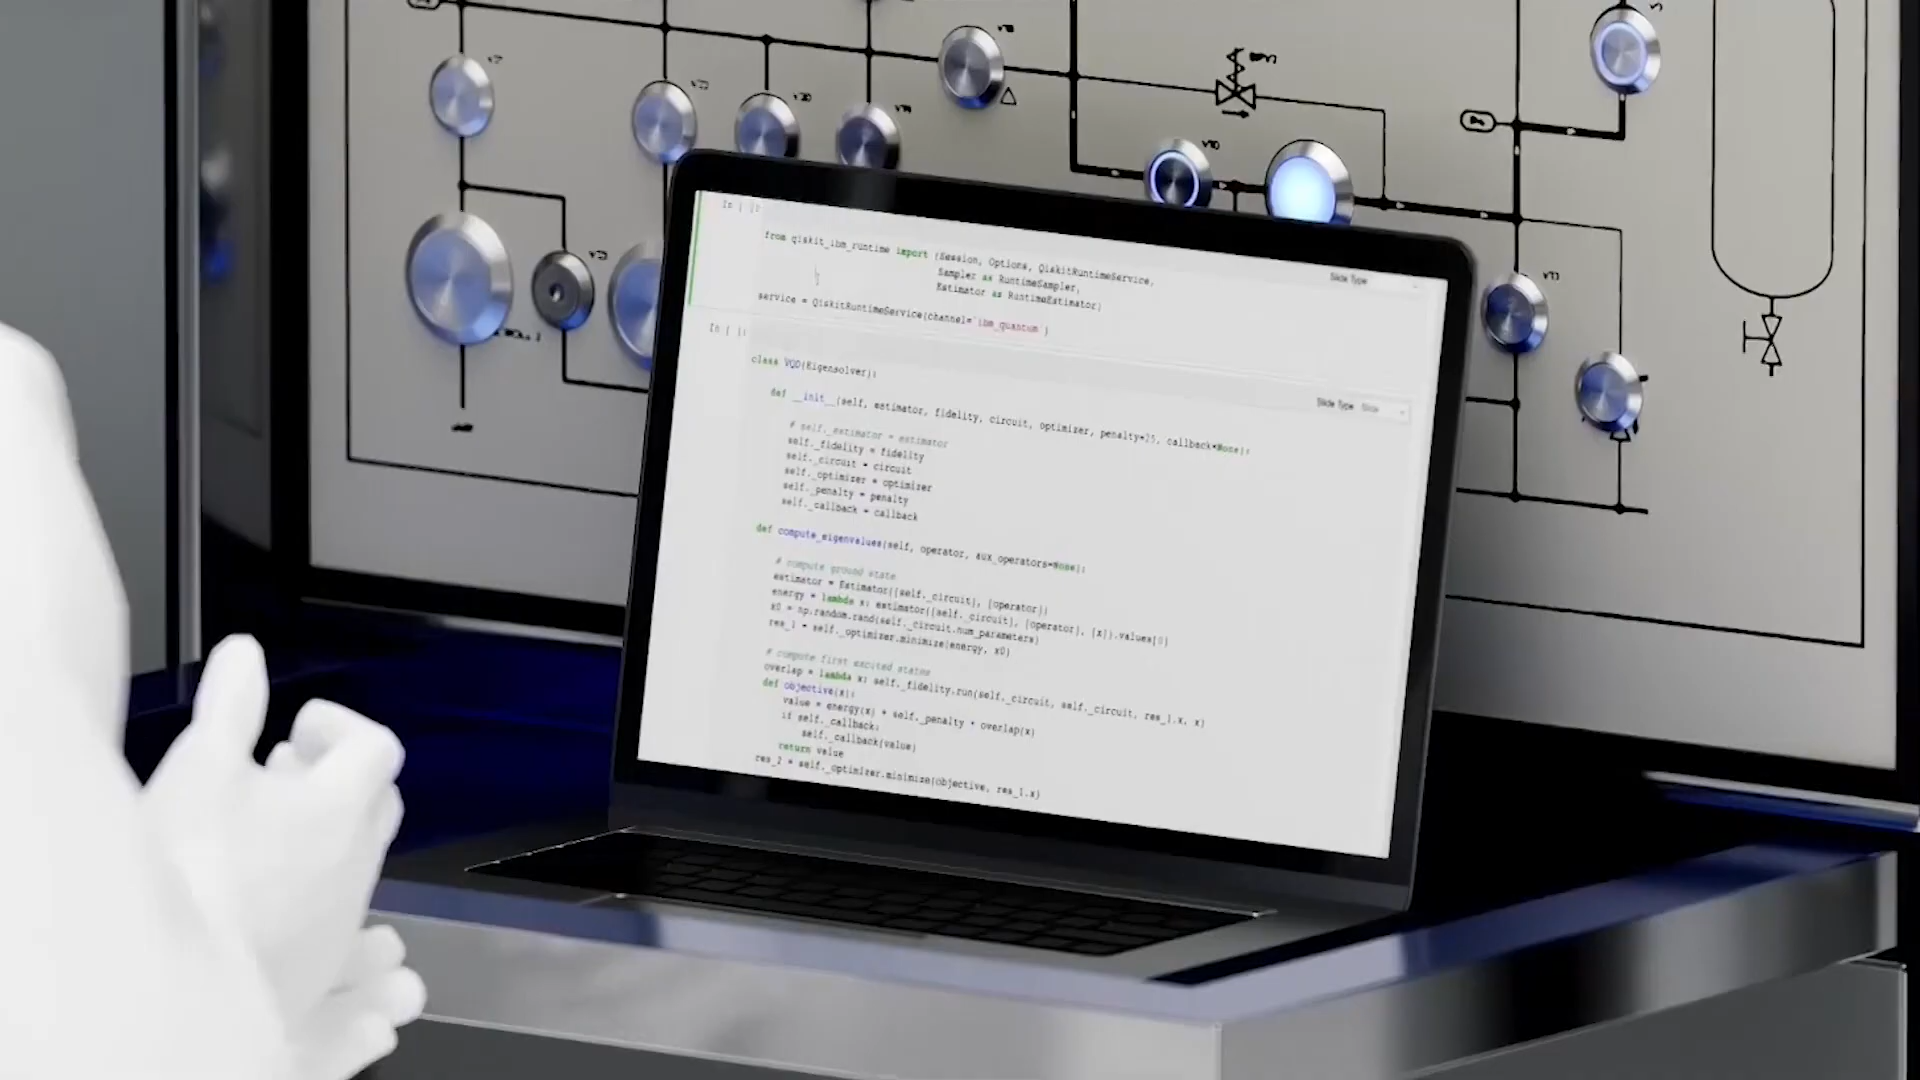 In [ ]:
from qiskit_ibm_runtime import (Session, Options, QiskitRuntimeService,
Sampler as RuntimeSampler,
Estimator as RuntimeEstimator)
service = QiskitRuntimeService(channel='ibm_quantum')
Slide Type
In [ ]:
class VQD(Eigensolver):
Slide Type Slide
def __init__(self, estimator, fidelity, circuit, optimizer, penalty=25, callback=None):
# self._estimator = estimator
self._fidelity = fidelity
self._circuit = circuit
self._optimizer = optimizer
self._penalty = penalty
self._callback = callback
def compute_eigenvalues(self, operator, aux_operators=None):
# compute ground state
estimator = Estimator([self._circuit], [operator])
energy = lambda x: estimator([self._circuit], [operator], [x]).values[0]
x0 = np.random.rand(self._circuit.num_parameters)
res_1 = self._optimizer.minimize(energy, x0)
# compute first excited states
overlap = lambda x: self._fidelity.run(self._circuit, self._circuit, res_1.x, x)
def objective(x):
value = energy(x) + self._penalty * overlap(x)
if self._callback:
self._callback(value)
return value
res_2 = self._optimizer.minimize(objective, res_1.x)